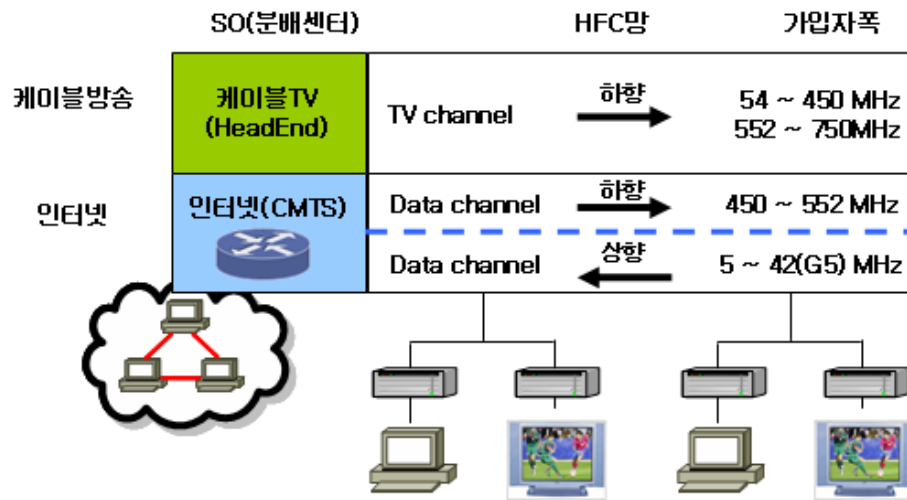 SO(분배센터)
HFC망
가입자폭
케이블방송
케이블TV
(HeadEnd)
TV channel
하향
54 ~ 450 MHz
552 ~ 750MHz
인터넷
인터넷(CMTS)
Data channel
하향
450 ~ 552 MHz
Data channel
상향
5 ~ 42(G5) MHz